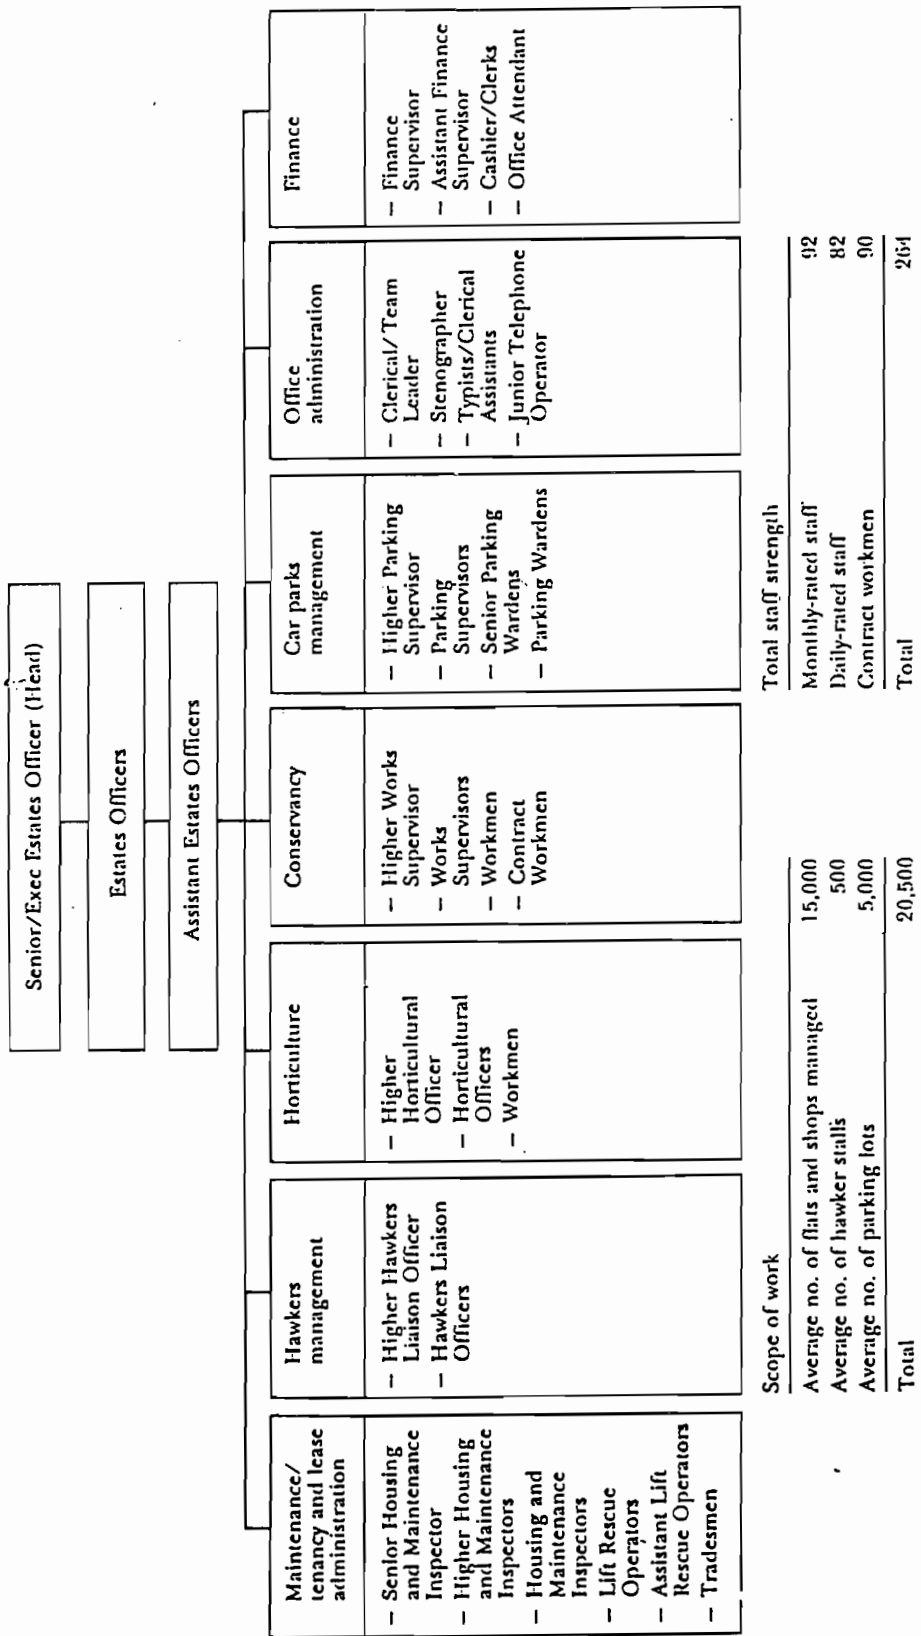 Senior/Exec Estates Officer (Head)
Estates Officers
Assistant Estates Officers
Maintenance/
tenancy and lease
administration
– Senior Housing
and Maintenance
Inspector
– Higher Housing
and Maintenance
Inspectors
– Housing and
Maintenance
Inspectors
– Lift Rescue
Operators
– Assistant Lift
Rescue Operators
– Tradesmen
Hawkers
management
– Higher Hawkers
Liaison Officer
– Hawkers Liaison
Officers
Horticulture
– Higher
Horticultural
Officer
– Horticultural
Officers
– Workmen
Conservancy
– Higher Works
Supervisor
– Works
Supervisors
– Workmen
– Contract
Workmen
Car parks
management
– Higher Parking
Supervisor
– Parking
Supervisors
– Senior Parking
Wardens
– Parking Wardens
Office
administration
– Clerical/Team
Leader
– Stenographer
– Typists/Clerical
Assistants
– Junior Telephone
Operator
Finance
– Finance
Supervisor
– Assistant Finance
Supervisor
– Cashier/Clerks
– Office Attendant
Scope of work
Average no. of flats and shops managed 15,000
Average no. of hawker stalls 500
Average no. of parking lots 5,000
Total 20,500
Total staff strength
Monthly-rated staff 92
Daily-rated staff 82
Contract workmen 90
Total 264